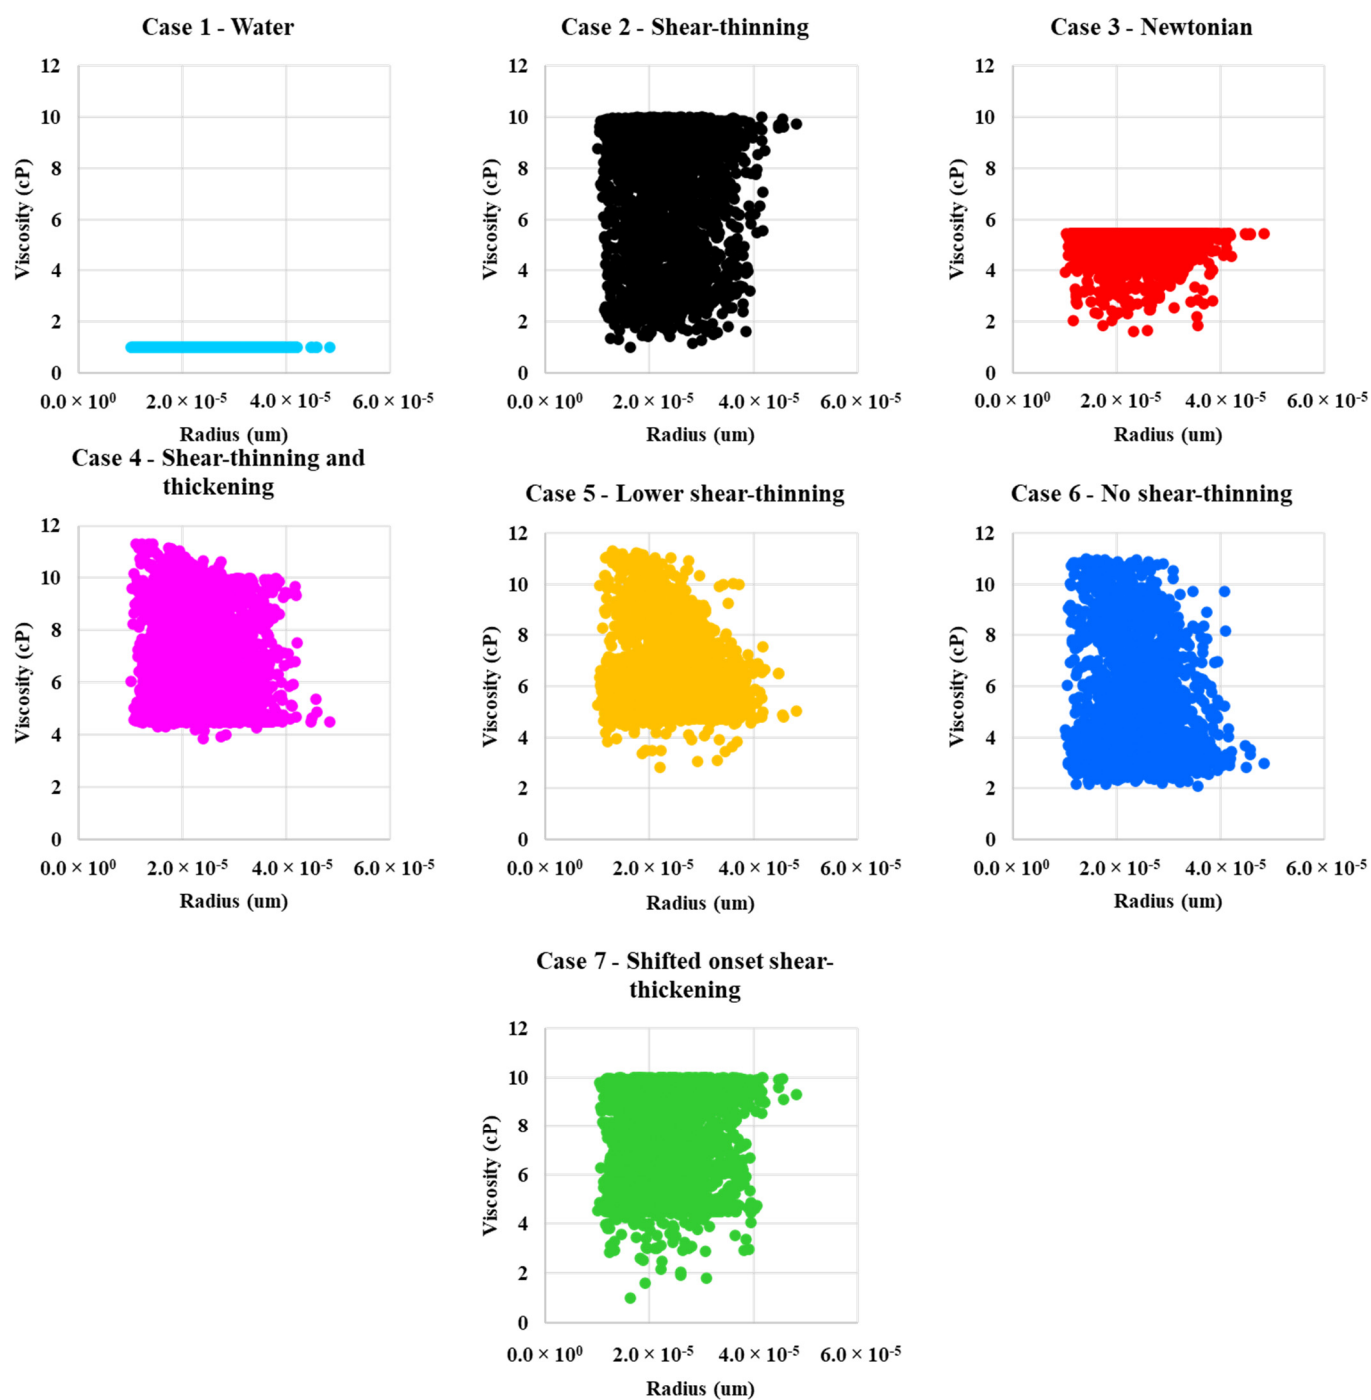 Case 1 - Water
12
10
8
6
4
2
0
Viscosity (cP)
0.0 × 10⁰ 2.0 × 10⁻⁵ 4.0 × 10⁻⁵ 6.0 × 10⁻⁵
Radius (um)
Case 2 - Shear-thinning
12
10
8
6
4
2
0
Viscosity (cP)
0.0 × 10⁰ 2.0 × 10⁻⁵ 4.0 × 10⁻⁵ 6.0 × 10⁻⁵
Radius (um)
Case 3 - Newtonian
12
10
8
6
4
2
0
Viscosity (cP)
0.0 × 10⁰ 2.0 × 10⁻⁵ 4.0 × 10⁻⁵ 6.0 × 10⁻⁵
Radius (um)
Case 4 - Shear-thinning and
thickening
12
10
8
6
4
2
0
Viscosity (cP)
0.0 × 10⁰ 2.0 × 10⁻⁵ 4.0 × 10⁻⁵ 6.0 × 10⁻⁵
Radius (um)
Case 5 - Lower shear-thinning
12
10
8
6
4
2
0
Viscosity (cP)
0.0 × 10⁰ 2.0 × 10⁻⁵ 4.0 × 10⁻⁵ 6.0 × 10⁻⁵
Radius (um)
Case 6 - No shear-thinning
12
10
8
6
4
2
0
Viscosity (cP)
0.0 × 10⁰ 2.0 × 10⁻⁵ 4.0 × 10⁻⁵ 6.0 × 10⁻⁵
Radius (um)
Case 7 - Shifted onset shear-
thickening
12
10
8
6
4
2
0
Viscosity (cP)
0.0 × 10⁰ 2.0 × 10⁻⁵ 4.0 × 10⁻⁵ 6.0 × 10⁻⁵
Radius (um)